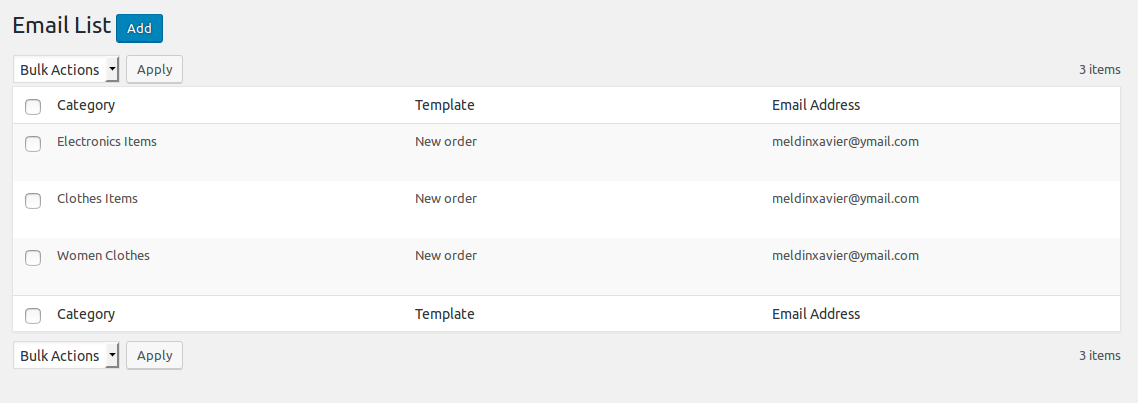 Email List Add
Bulk Actions Apply 3 items
Category Template Email Address
Electronics Items New order meldinxavier@ymail.com
Clothes Items New order meldinxavier@ymail.com
Women Clothes New order meldinxavier@ymail.com
Category Template Email Address
Bulk Actions Apply 3 items